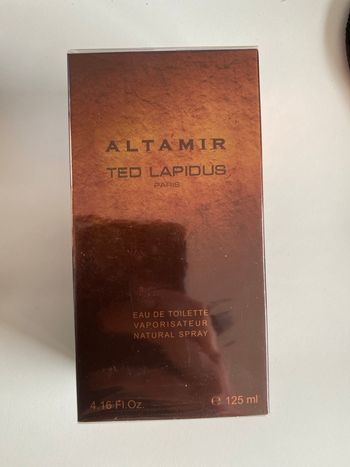 ALTAMIR
TED LAPIDUS
PARIS
EAU DE TOILETTE
VAPORISATEUR
NATURAL SPRAY
4.16 Fl.Oz. ℮ 125 ml